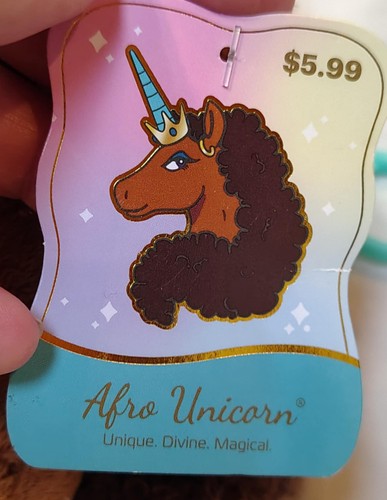 $5.99
Afro Unicorn®
Unique. Divine. Magical.